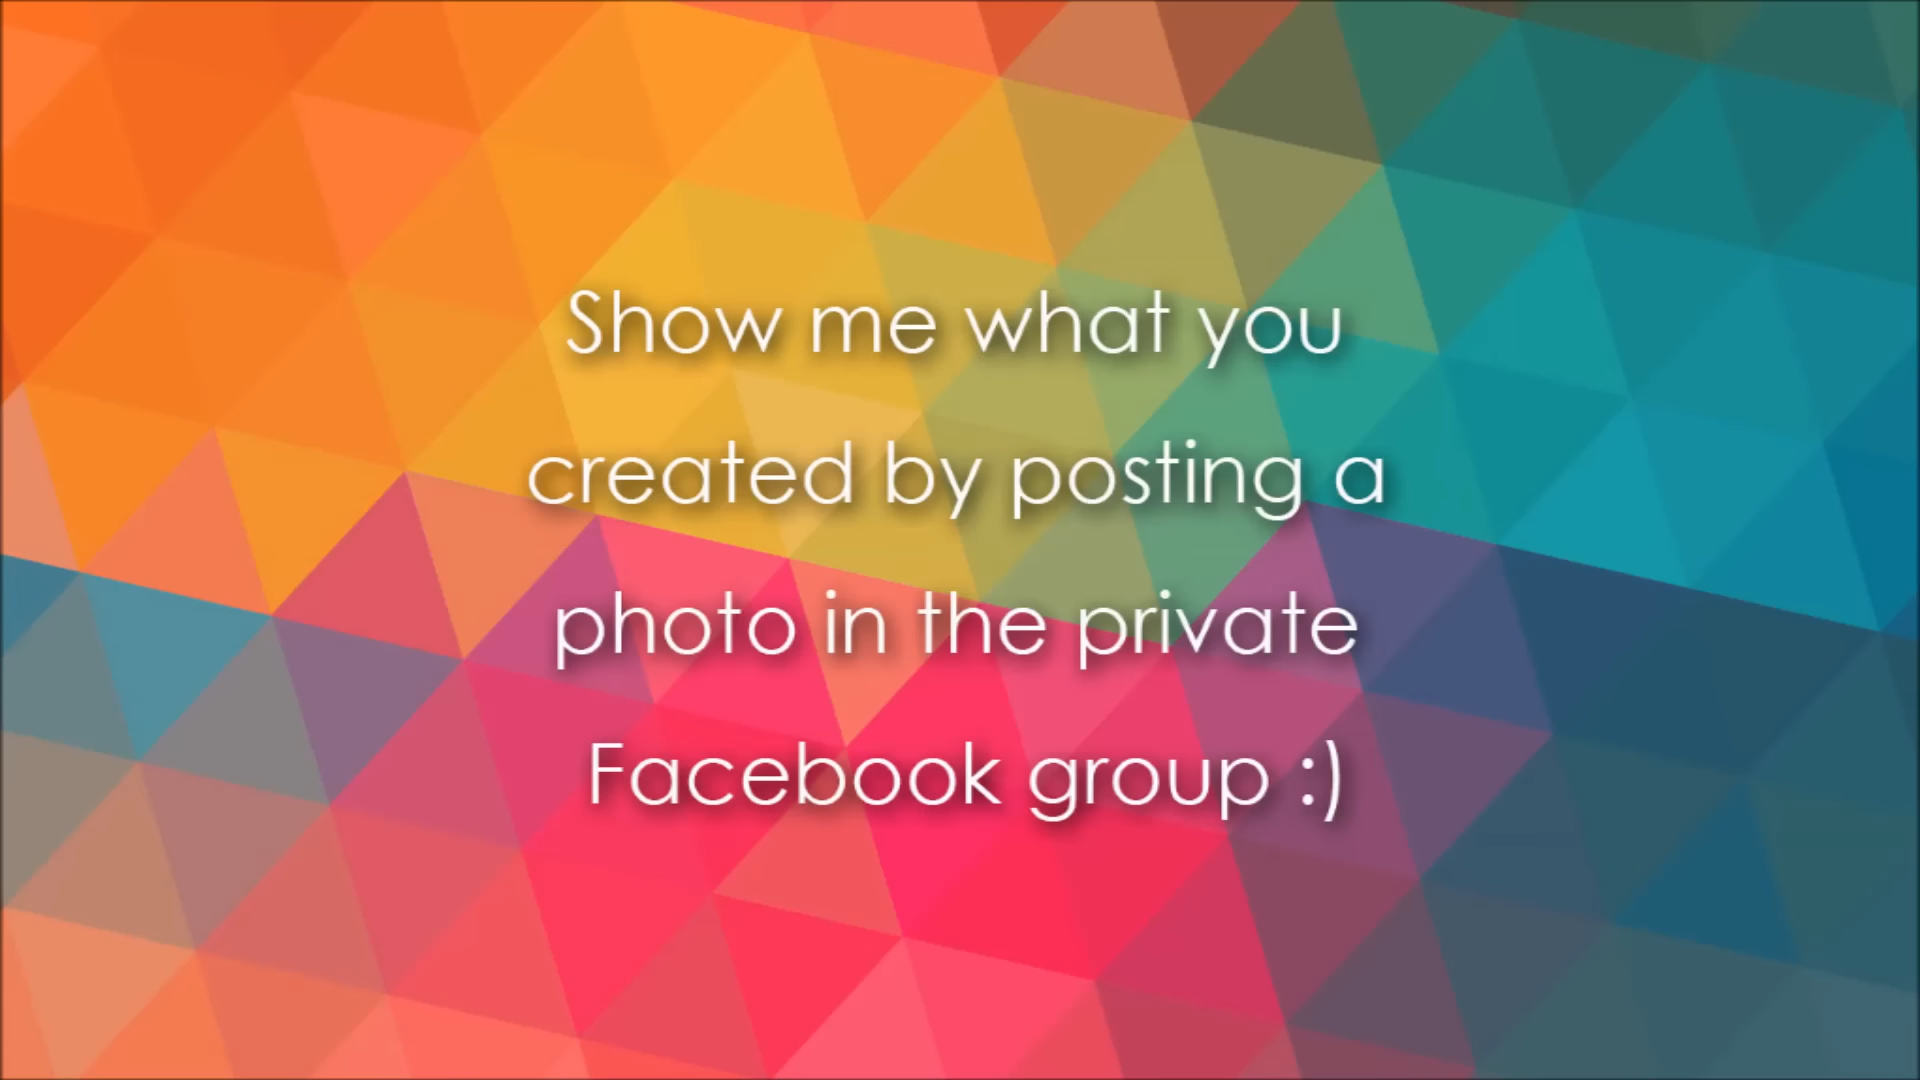 Show me what you
created by posting a
photo in the private
Facebook group :)